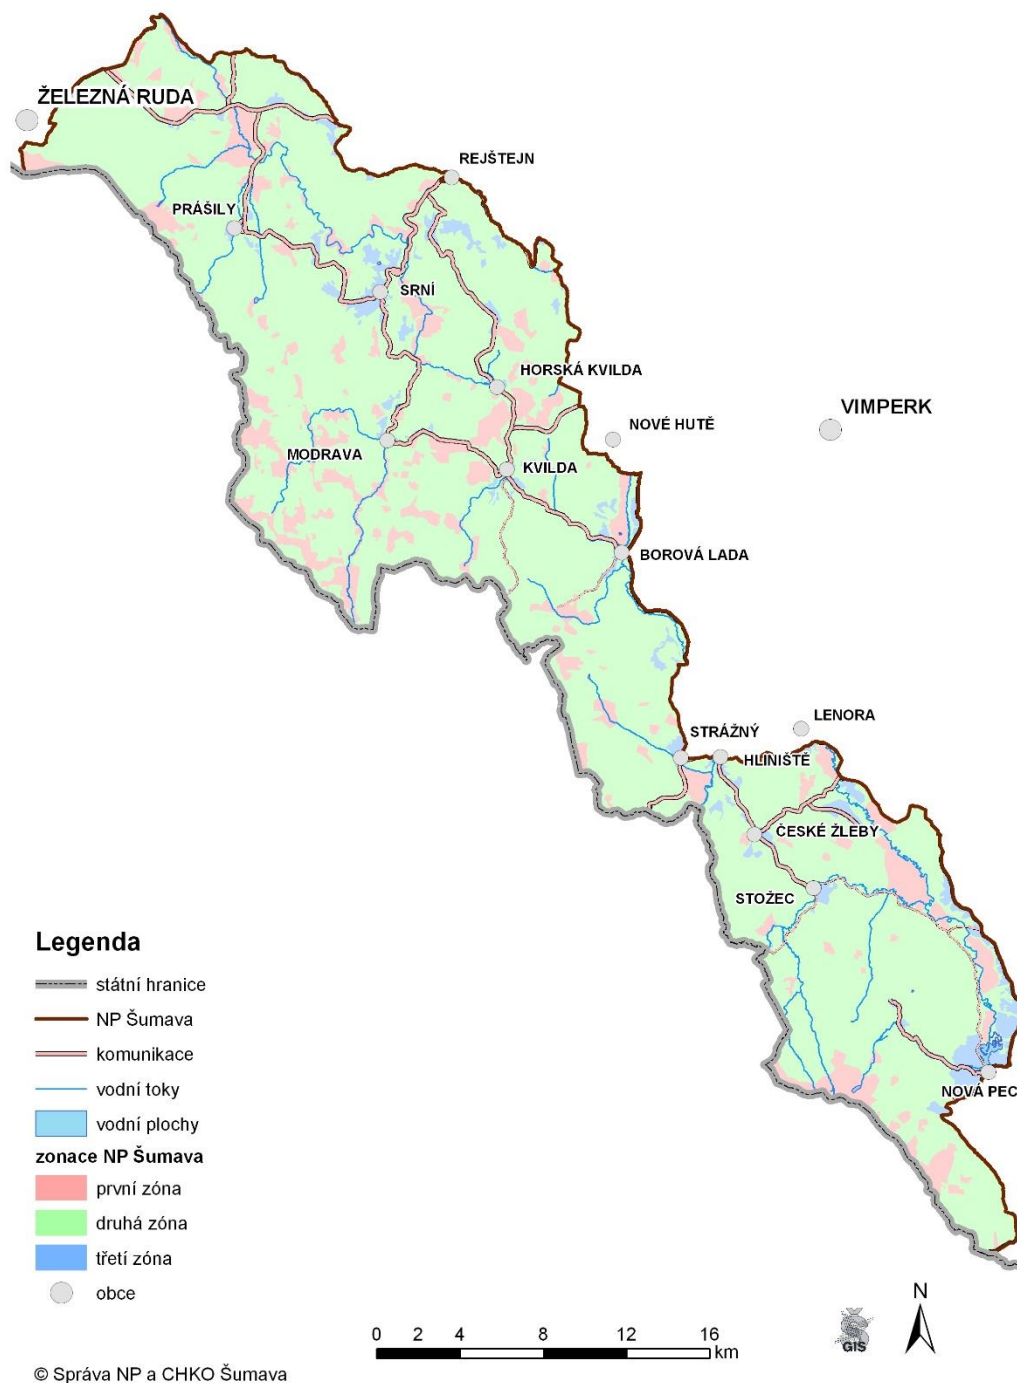 ŽELEZNÁ RUDA
REJŠTEJN
PRÁŠILY
SRNÍ
HORSKÁ KVILDA
VIMPERK
NOVÉ HUTĚ
MODRAVA
KVILDA
BOROVÁ LADA
LENORA
STRÁŽNÝ
HLINIŠTĚ
ČESKÉ ŽLEBY
STOŽEC
NOVÁ PEC
Legenda
státní hranice
NP Šumava
komunikace
vodní toky
vodní plochy
zonace NP Šumava
první zóna
druhá zóna
třetí zóna
obce
0 2 4 8 12 16
km
GIS
N
© Správa NP a CHKO Šumava